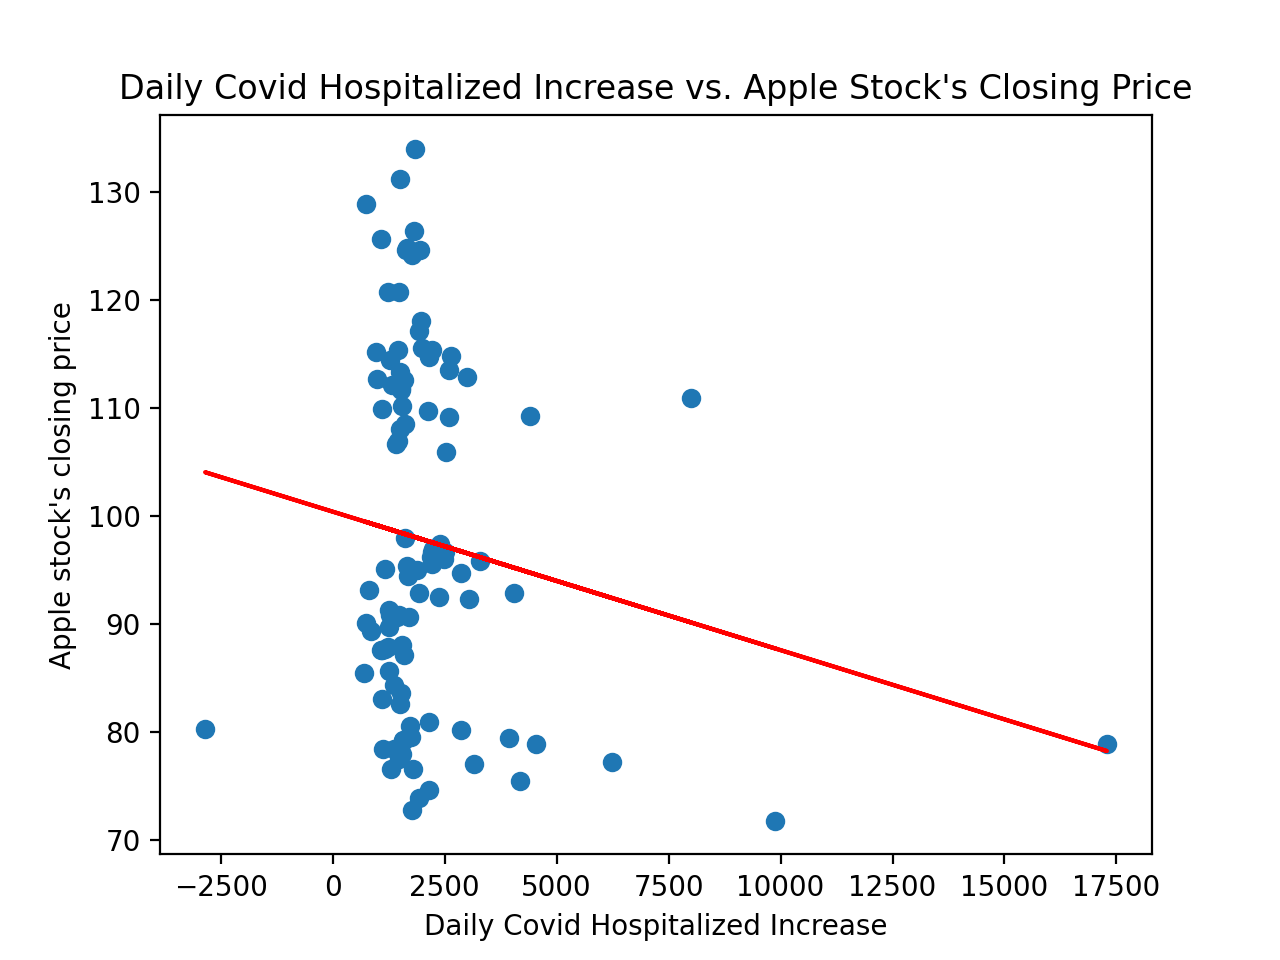 Daily Covid Hospitalized Increase vs. Apple Stock's Closing Price
130
120
110
100
90
80
70
Apple stock's closing price
−2500 0 2500 5000 7500 10000 12500 15000 17500
Daily Covid Hospitalized Increase